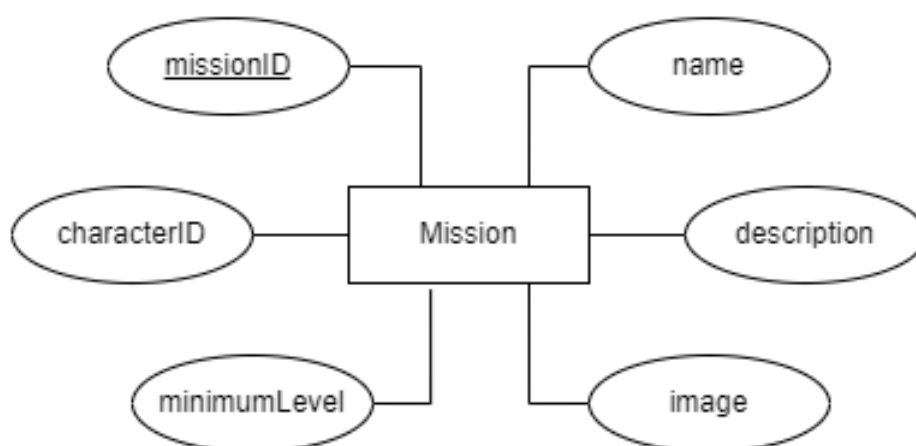 missionID
name
characterID
Mission
description
minimumLevel
image